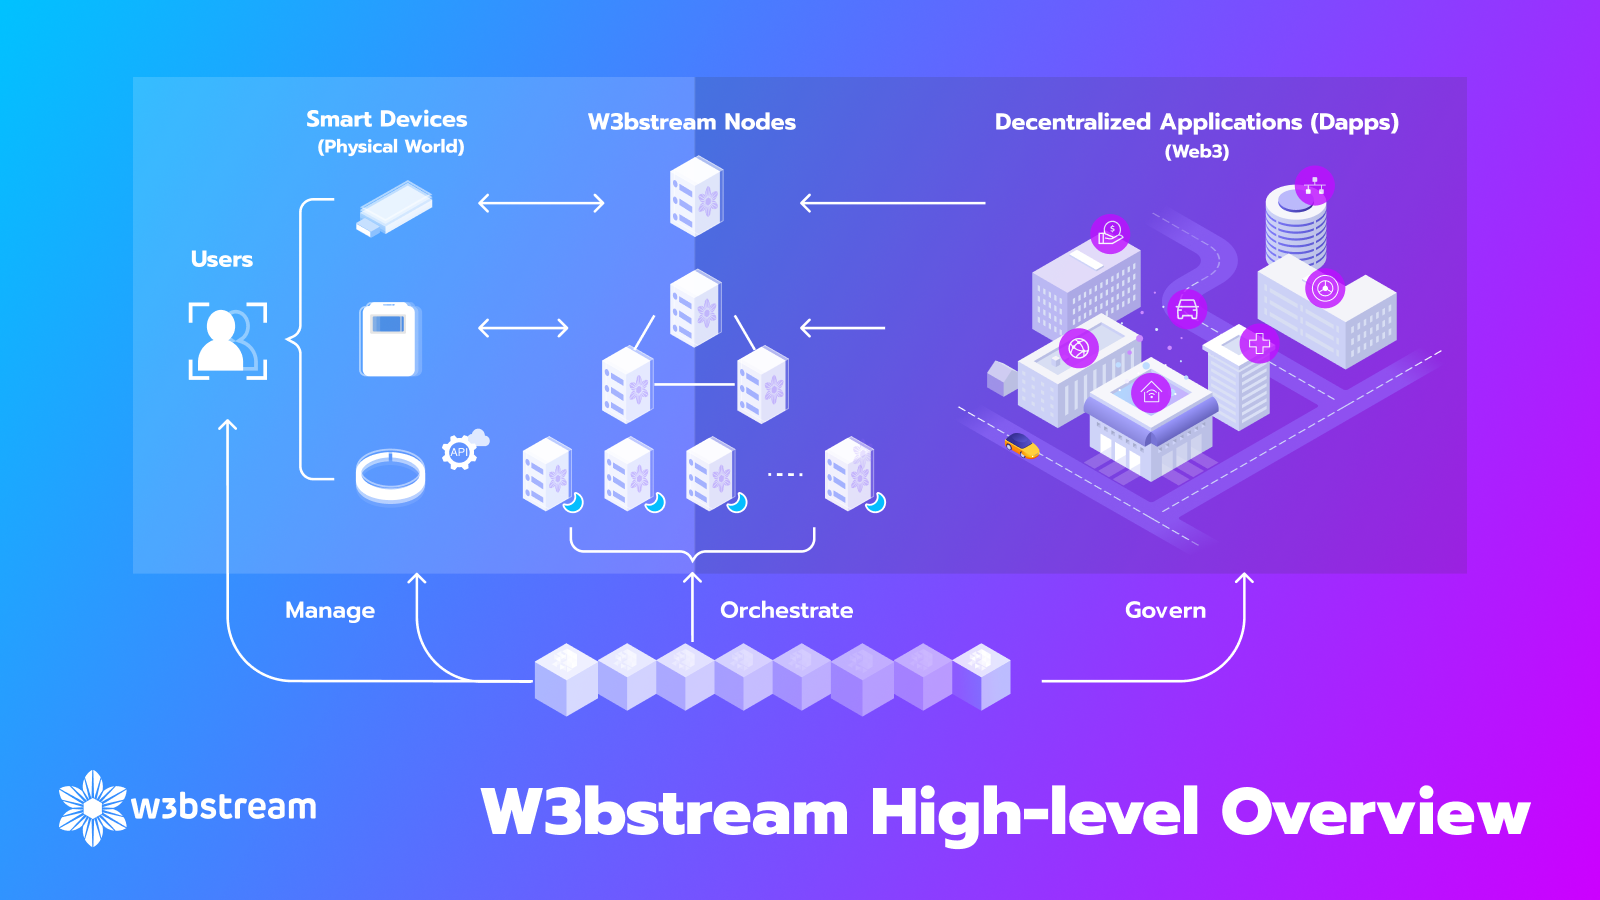 Smart Devices
(Physical World)
W3bstream Nodes
Decentralized Applications (Dapps)
(Web3)
Users
API
Manage
Orchestrate
Govern
w3bstream
W3bstream High-level Overview